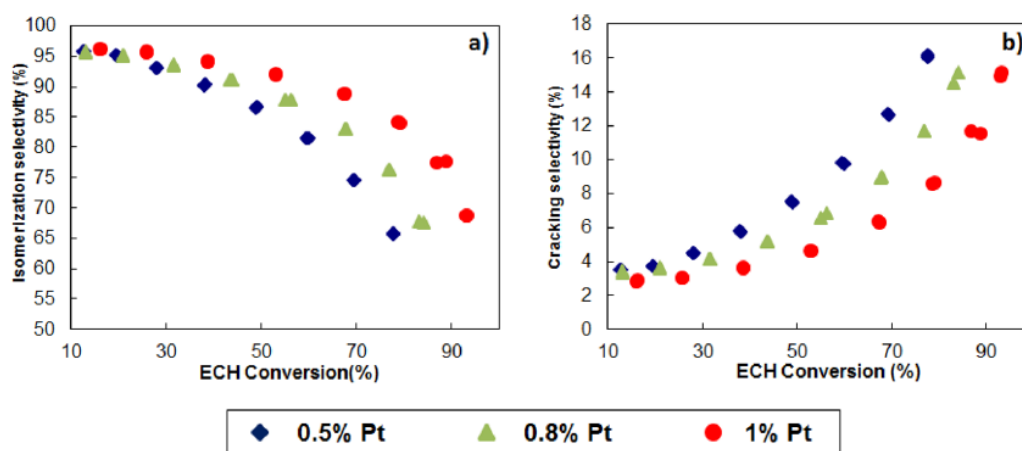 a)
Isomerization selectivity (%)
100
95
90
85
80
75
70
65
60
55
50
10 30 50 70 90
ECH Conversion(%)
b)
Cracking selectivity (%)
18
16
14
12
10
8
6
4
2
0
10 30 50 70 90
ECH Conversion (%)
0.5% Pt 0.8% Pt 1% Pt